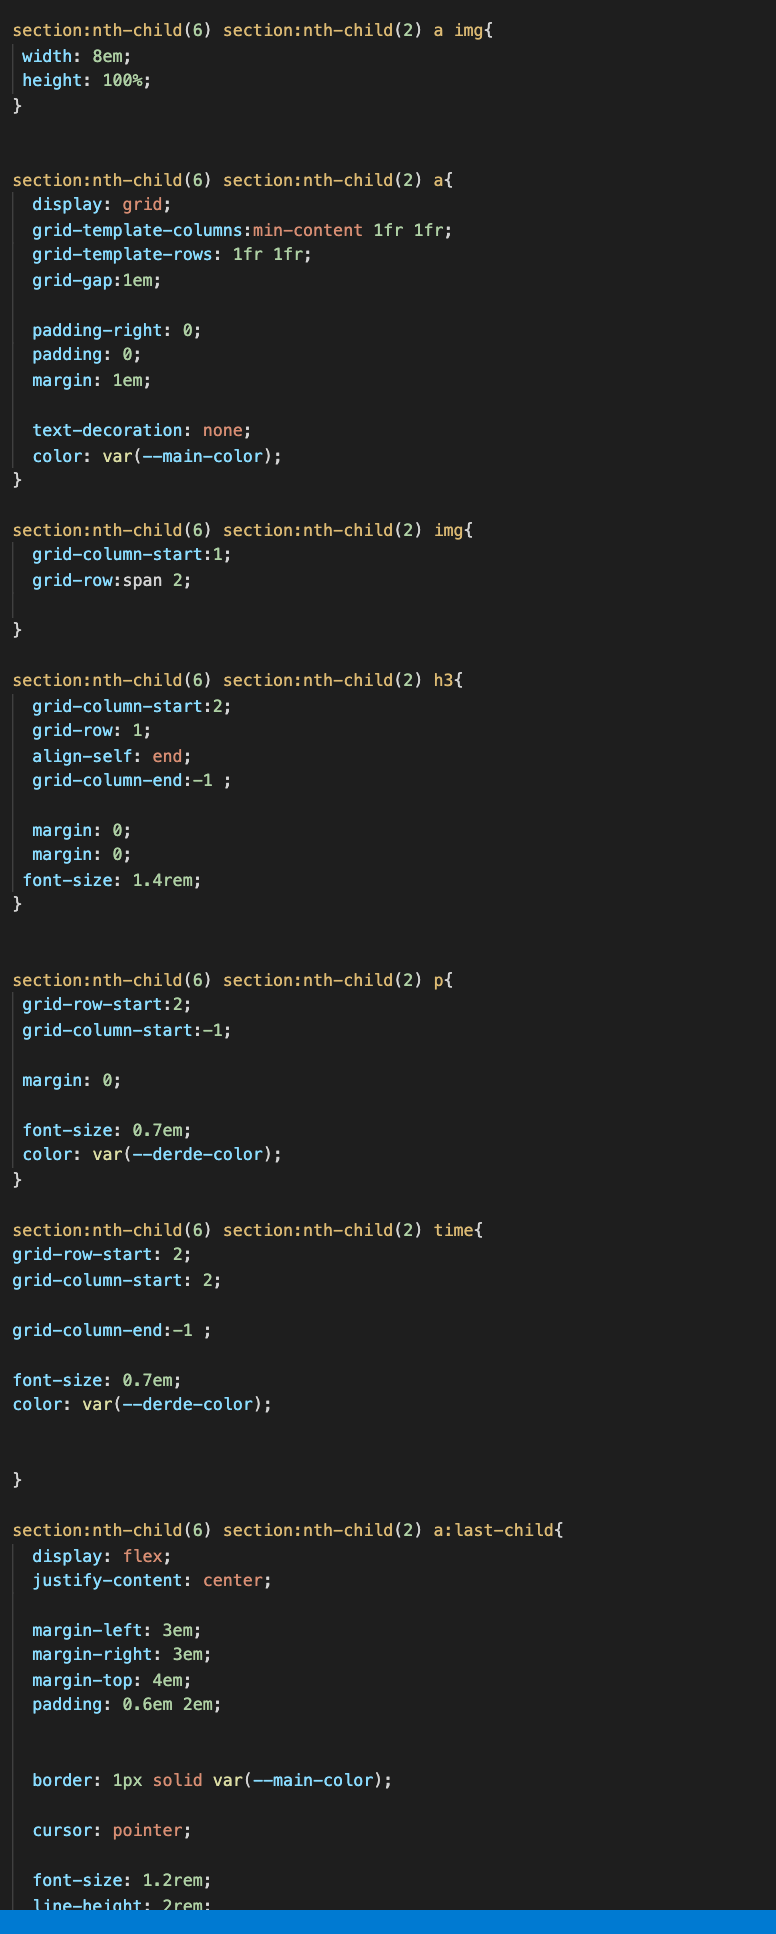 section:nth-child(6) section:nth-child(2) a img{
width: 8em;
height: 100%;
}
section:nth-child(6) section:nth-child(2) a{
display: grid;
grid-template-columns:min-content 1fr 1fr;
grid-template-rows: 1fr 1fr;
grid-gap:1em;
padding-right: 0;
padding: 0;
margin: 1em;
text-decoration: none;
color: var(--main-color);
}
section:nth-child(6) section:nth-child(2) img{
grid-column-start:1;
grid-row:span 2;
}
section:nth-child(6) section:nth-child(2) h3{
grid-column-start:2;
grid-row: 1;
align-self: end;
grid-column-end:-1 ;
margin: 0;
margin: 0;
font-size: 1.4rem;
}
section:nth-child(6) section:nth-child(2) p{
grid-row-start:2;
grid-column-start:-1;
margin: 0;
font-size: 0.7em;
color: var(--derde-color);
}
section:nth-child(6) section:nth-child(2) time{
grid-row-start: 2;
grid-column-start: 2;
grid-column-end:-1 ;
font-size: 0.7em;
color: var(--derde-color);
}
section:nth-child(6) section:nth-child(2) a:last-child{
display: flex;
justify-content: center;
margin-left: 3em;
margin-right: 3em;
margin-top: 4em;
padding: 0.6em 2em;
border: 1px solid var(--main-color);
cursor: pointer;
font-size: 1.2rem;
line-height: 2rem;